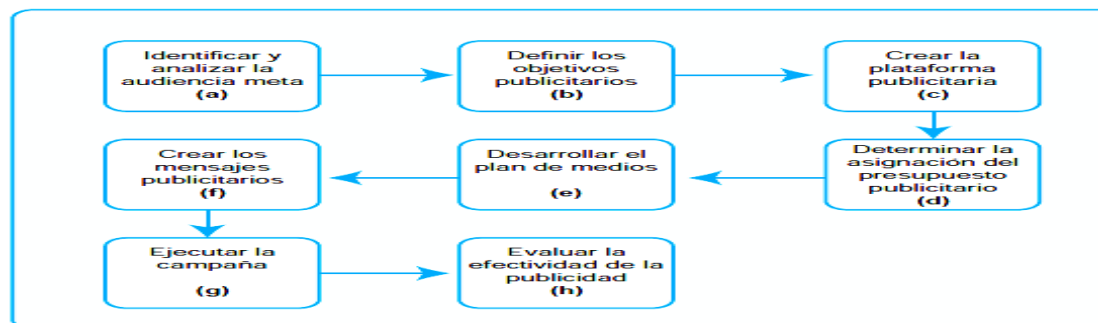 Identificar y
analizar la
audiencia meta
(a)
Definir los
objetivos
publicitarios
(b)
Crear la
plataforma
publicitaria
(c)
Determinar la
asignación del
presupuesto
publicitario
(d)
Desarrollar el
plan de medios
(e)
Crear los
mensajes
publicitarios
(f)
Ejecutar la
campaña
(g)
Evaluar la
efectividad de la
publicidad
(h)